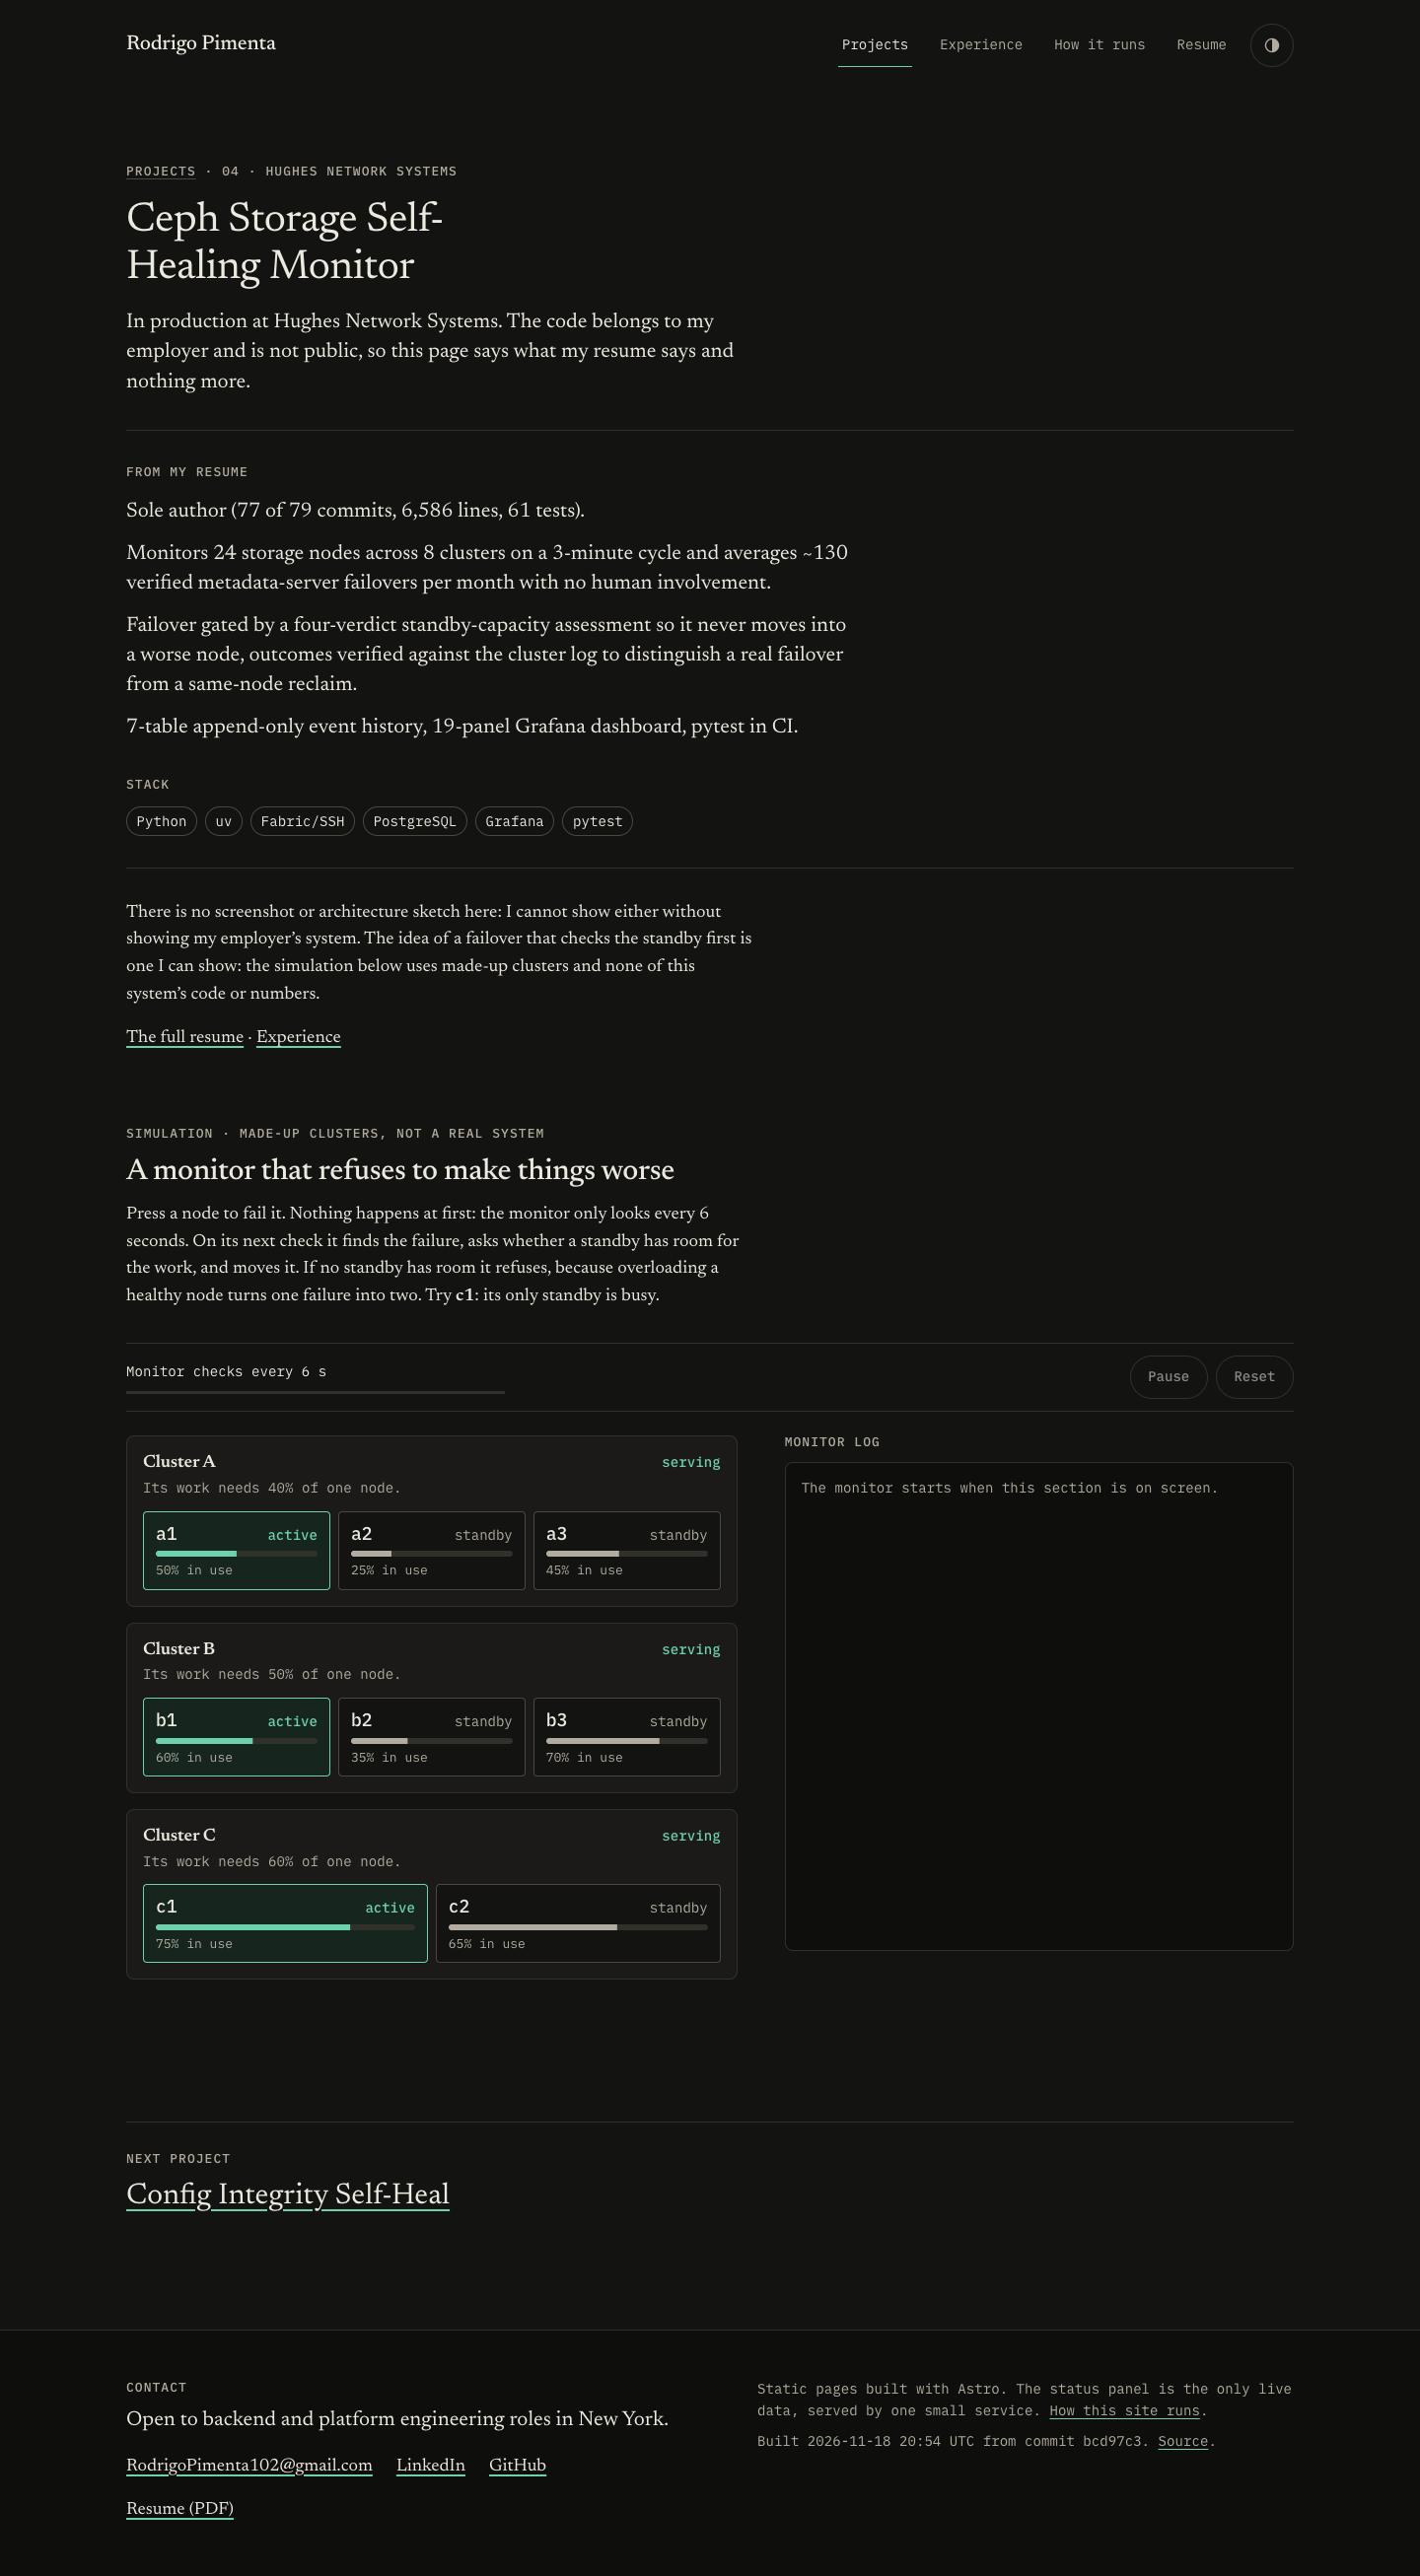 Rodrigo Pimenta
Projects Experience How it runs Resume
PROJECTS · 04 · HUGHES NETWORK SYSTEMS
Ceph Storage Self-
Healing Monitor
In production at Hughes Network Systems. The code belongs to my
employer and is not public, so this page says what my resume says and
nothing more.
FROM MY RESUME
Sole author (77 of 79 commits, 6,586 lines, 61 tests).
Monitors 24 storage nodes across 8 clusters on a 3-minute cycle and averages ~130
verified metadata-server failovers per month with no human involvement.
Failover gated by a four-verdict standby-capacity assessment so it never moves into
a worse node, outcomes verified against the cluster log to distinguish a real failover
from a same-node reclaim.
7-table append-only event history, 19-panel Grafana dashboard, pytest in CI.
STACK
Python uv Fabric/SSH PostgreSQL Grafana pytest
There is no screenshot or architecture sketch here: I cannot show either without
showing my employer’s system. The idea of a failover that checks the standby first is
one I can show: the simulation below uses made-up clusters and none of this
system’s code or numbers.
The full resume · Experience
SIMULATION · MADE-UP CLUSTERS, NOT A REAL SYSTEM
A monitor that refuses to make things worse
Press a node to fail it. Nothing happens at first: the monitor only looks every 6
seconds. On its next check it finds the failure, asks whether a standby has room for
the work, and moves it. If no standby has room it refuses, because overloading a
healthy node turns one failure into two. Try c1: its only standby is busy.
Monitor checks every 6 s
Pause Reset
Cluster A serving
Its work needs 40% of one node.
a1 active a2 standby a3 standby
50% in use 25% in use 45% in use
Cluster B serving
Its work needs 50% of one node.
b1 active b2 standby b3 standby
60% in use 35% in use 70% in use
Cluster C serving
Its work needs 60% of one node.
c1 active c2 standby
75% in use 65% in use
MONITOR LOG
The monitor starts when this section is on screen.
NEXT PROJECT
Config Integrity Self-Heal
CONTACT
Open to backend and platform engineering roles in New York.
RodrigoPimenta102@gmail.com LinkedIn GitHub
Resume (PDF)
Static pages built with Astro. The status panel is the only live
data, served by one small service. How this site runs.
Built 2026-11-18 20:54 UTC from commit bcd97c3. Source.